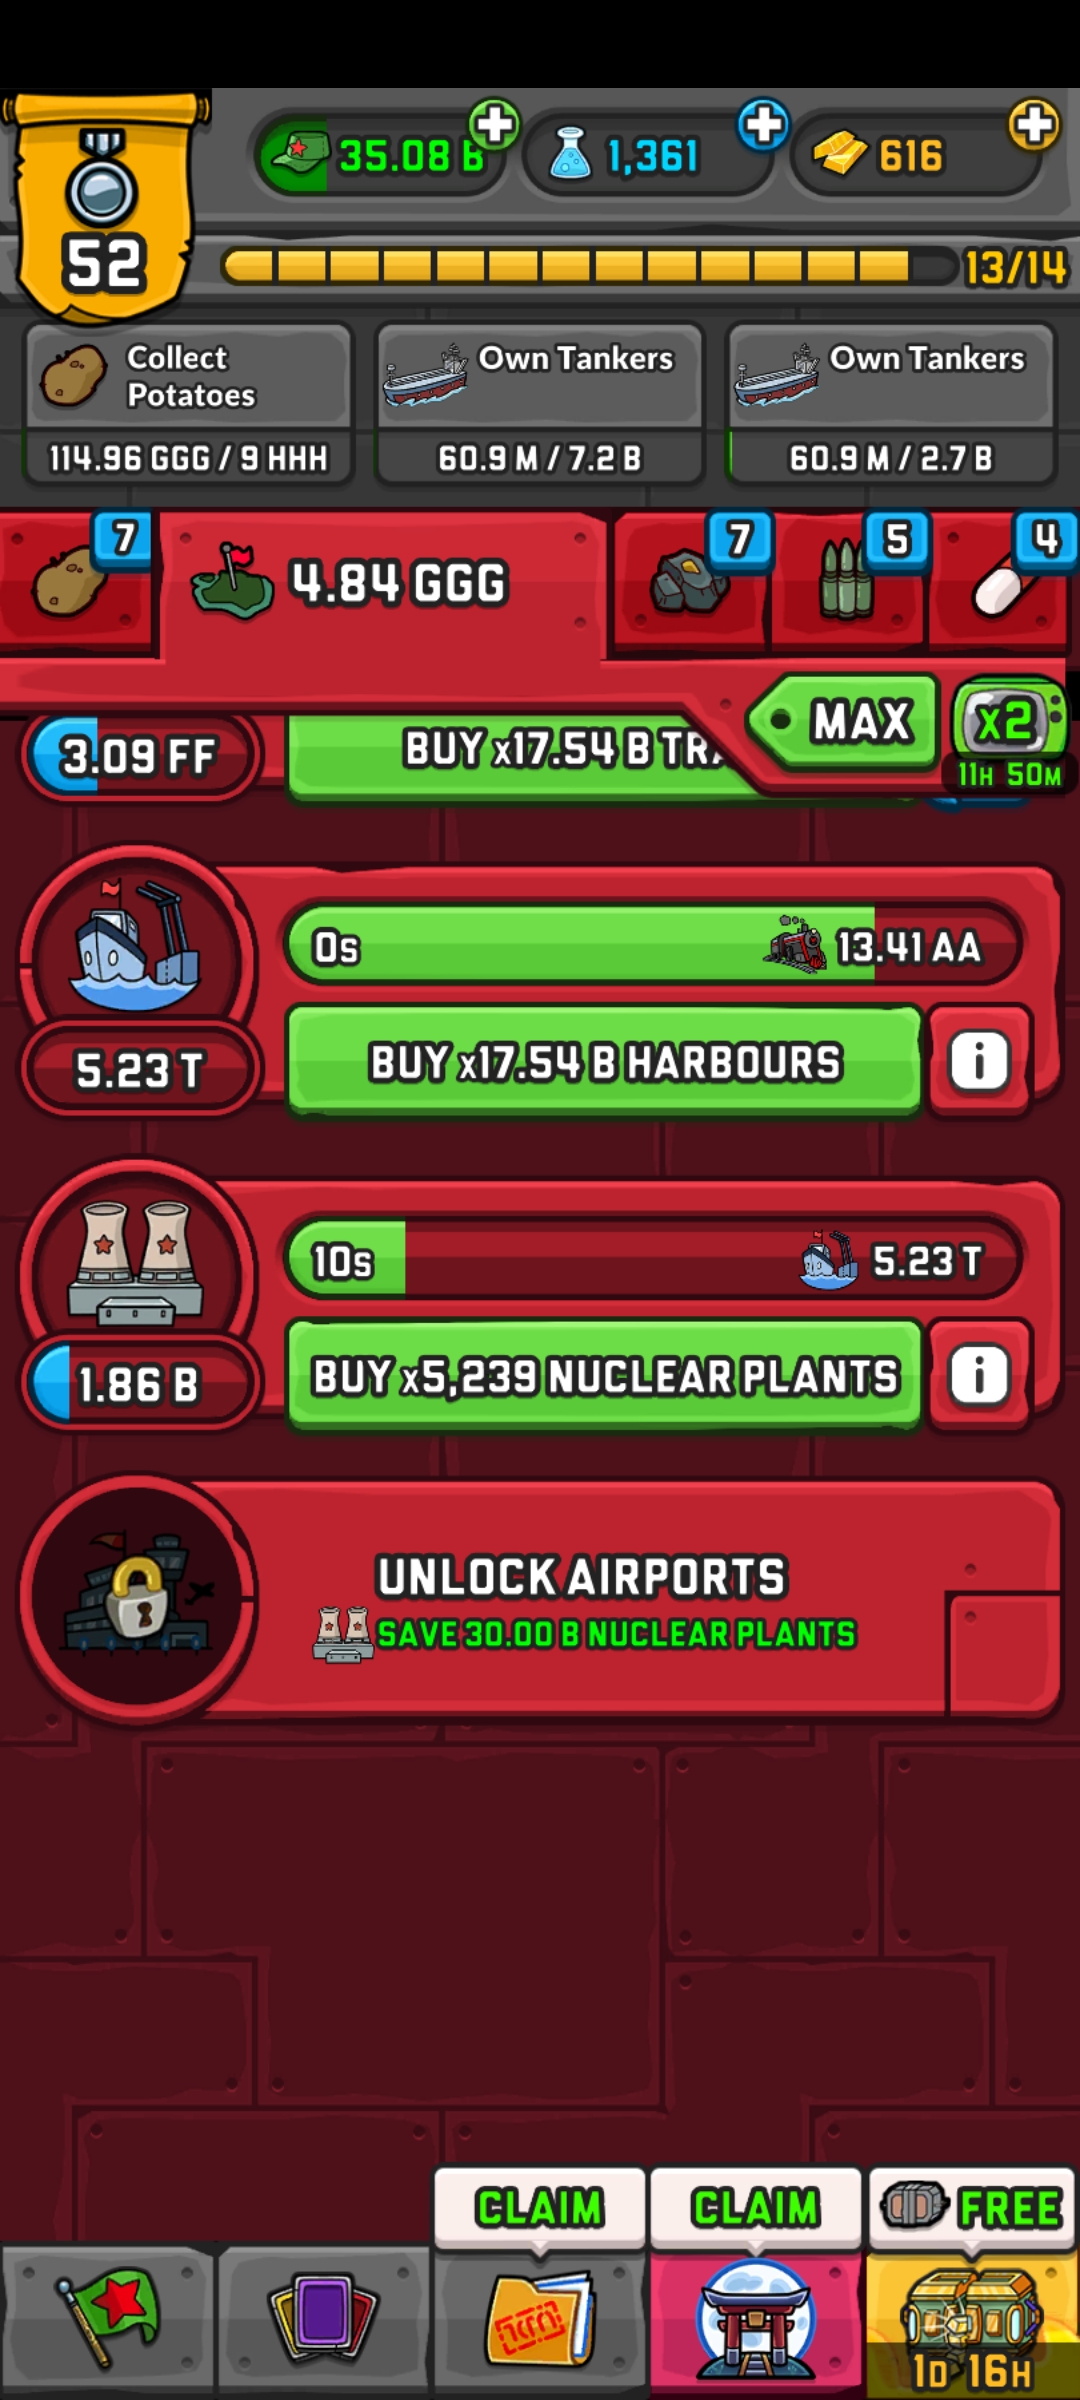 35.08 B
1,361
616
52
13/14
Collect
Potatoes
114.96 GGG / 9 HHH
Own Tankers
60.9 M / 7.2 B
Own Tankers
60.9 M / 2.7 B
7
4.84 GGG
7
5
4
MAX
x2
11H 50M
3.09 FF
BUY x17.54 B
0s
13.41 AA
5.23 T
BUY x17.54 B HARBOURS
i
10s
5.23 T
1.86 B
BUY x5,239 NUCLEAR PLANTS
i
UNLOCK AIRPORTS
SAVE 30.00 B NUCLEAR PLANTS
CLAIM
CLAIM
FREE
1D 16H